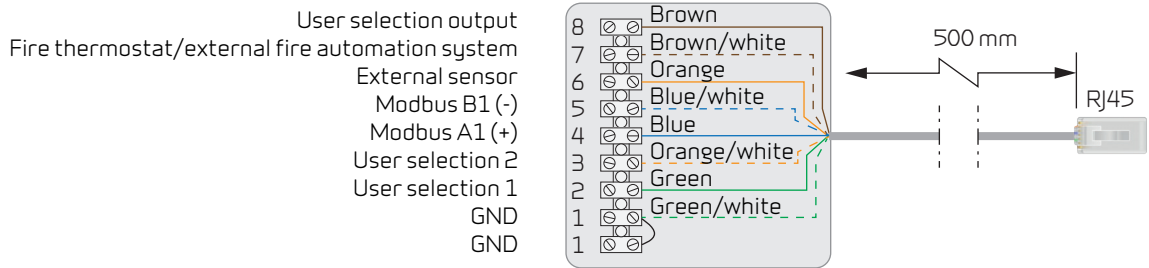 User selection output 8 Brown
Fire thermostat/external fire automation system 7 Brown/white
External sensor 6 Orange
Modbus B1 (-) 5 Blue/white
Modbus A1 (+) 4 Blue
User selection 2 3 Orange/white
User selection 1 2 Green
GND 1 Green/white
GND 1
500 mm
RJ45